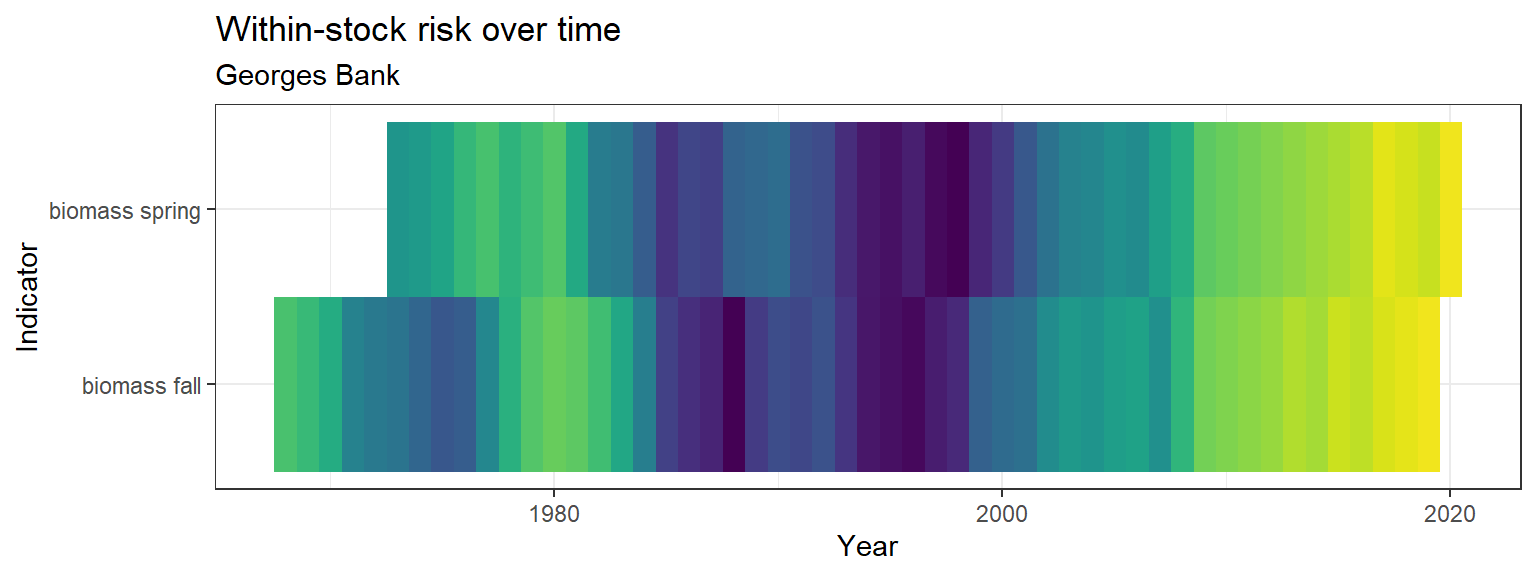 Within-stock risk over time
Georges Bank
Indicator
biomass spring
biomass fall
1980
2000
2020
Year